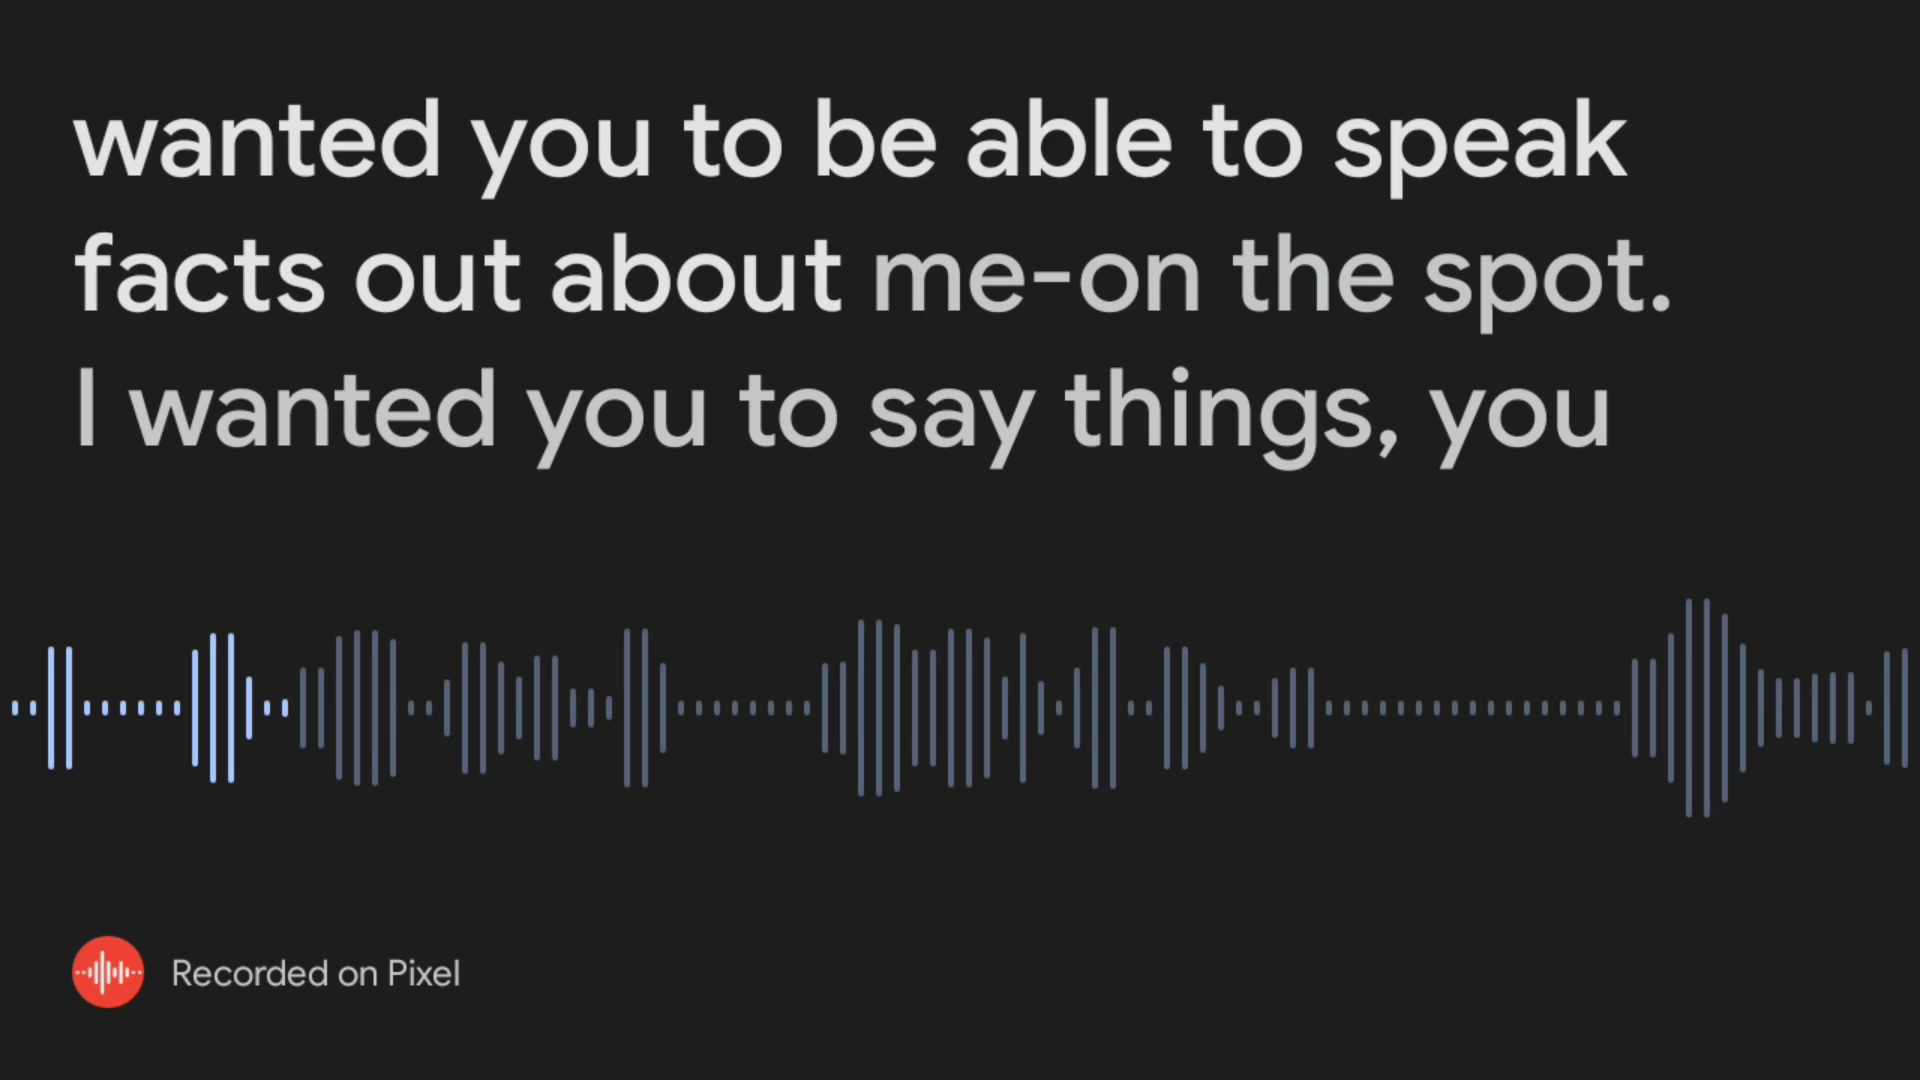 wanted you to be able to speak
facts out about me-on the spot.
I wanted you to say things, you
Recorded on Pixel